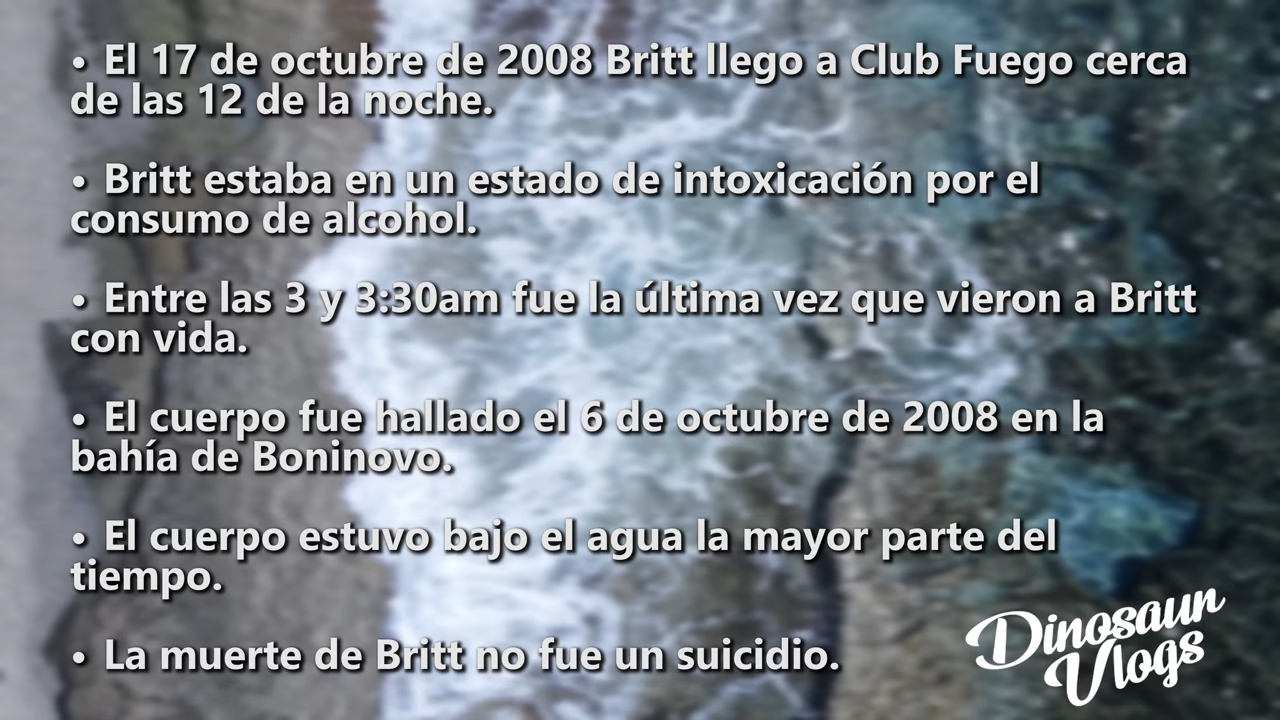 • El 17 de octubre de 2008 Britt llego a Club Fuego cerca
de las 12 de la noche.
• Britt estaba en un estado de intoxicación por el
consumo de alcohol.
• Entre las 3 y 3:30am fue la última vez que vieron a Britt
con vida.
• El cuerpo fue hallado el 6 de octubre de 2008 en la
bahía de Boninovo.
• El cuerpo estuvo bajo el agua la mayor parte del
tiempo.
• La muerte de Britt no fue un suicidio.
Dinosaur
Vlogs